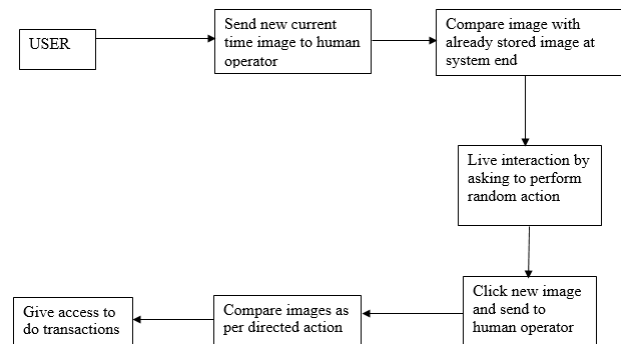 USER
Send new current
time image to human
operator
Compare image with
already stored image at
system end
Live interaction by
asking to perform
random action
Click new image
and send to
human operator
Compare images as
per directed action
Give access to
do transactions